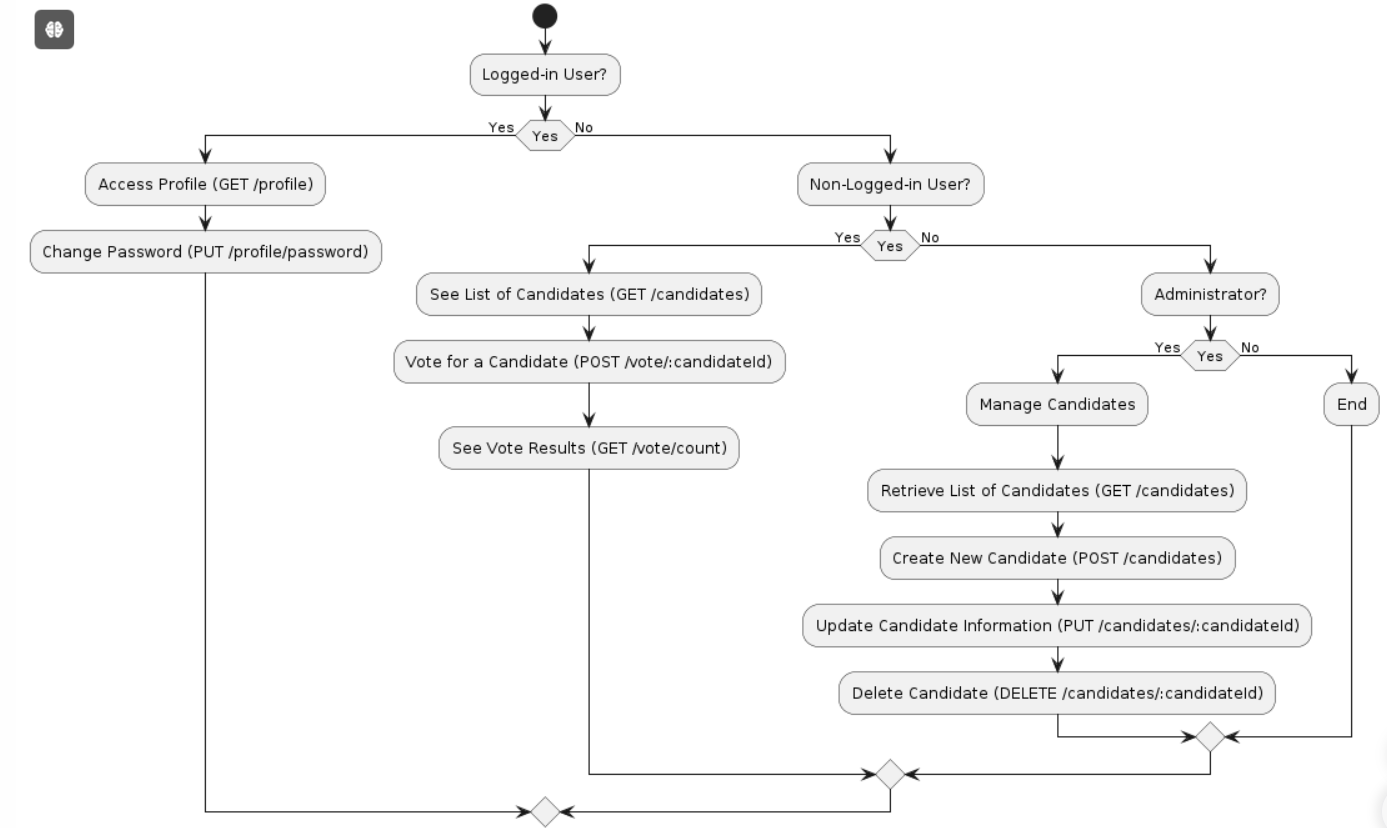 Logged-in User?
Yes
Yes
No
Access Profile (GET /profile)
Non-Logged-in User?
Change Password (PUT /profile/password)
Yes
Yes
No
See List of Candidates (GET /candidates)
Administrator?
Vote for a Candidate (POST /vote/:candidateId)
Yes
Yes
No
Manage Candidates
End
See Vote Results (GET /vote/count)
Retrieve List of Candidates (GET /candidates)
Create New Candidate (POST /candidates)
Update Candidate Information (PUT /candidates/:candidateId)
Delete Candidate (DELETE /candidates/:candidateId)